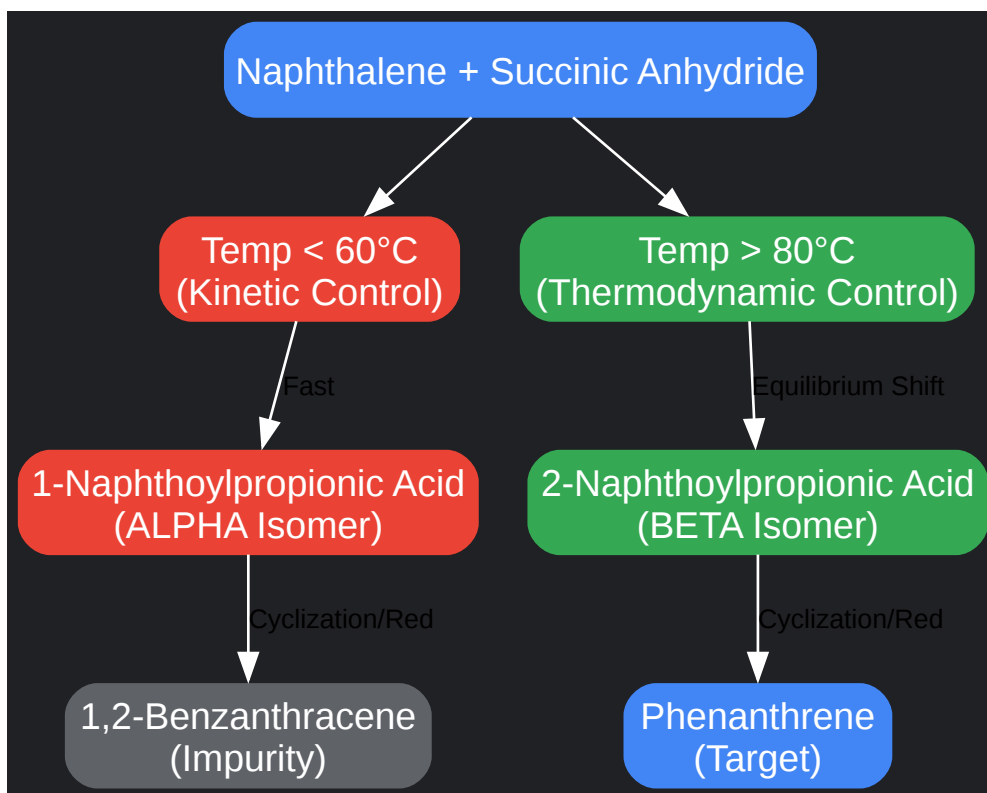 Naphthalene + Succinic Anhydride
Temp < 60°C
(Kinetic Control)
Temp > 80°C
(Thermodynamic Control)
Fast
Equilibrium Shift
1-Naphthoylpropionic Acid
(ALPHA Isomer)
2-Naphthoylpropionic Acid
(BETA Isomer)
Cyclization/Red
Cyclization/Red
1,2-Benzanthracene
(Impurity)
Phenanthrene
(Target)